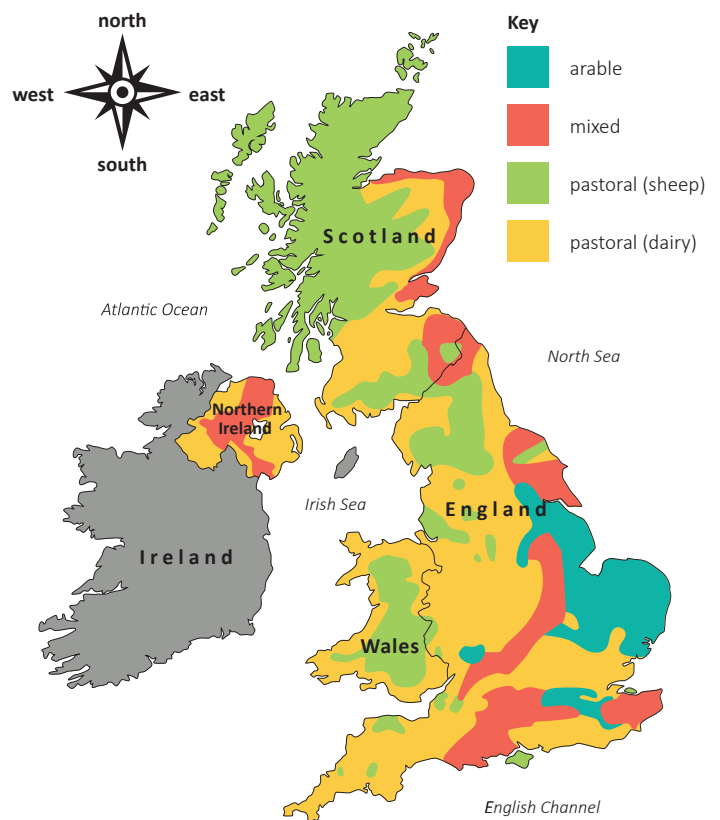 north
west
east
south
Key
arable
mixed
pastoral (sheep)
pastoral (dairy)
Scotland
Atlantic Ocean
North Sea
Northern
Ireland
Irish Sea
England
Ireland
Wales
English Channel